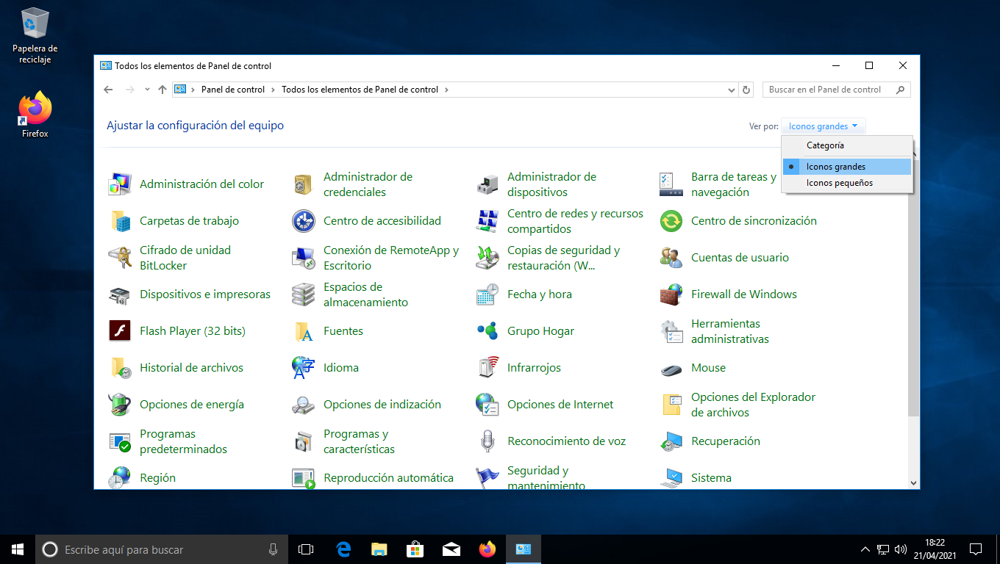 Papelera de
reciclaje
Firefox
Todos los elementos de Panel de control
Panel de control
Todos los elementos de Panel de control
Buscar en el Panel de control
Ajustar la configuración del equipo
Ver por:
Iconos grandes
Categoría
Iconos grandes
Iconos pequeños
Administración del color
Administrador de
credenciales
Administrador de
dispositivos
Barra de tareas y
navegación
Carpetas de trabajo
Centro de accesibilidad
Centro de redes y recursos
compartidos
Centro de sincronización
Cifrado de unidad
BitLocker
Conexión de RemoteApp y
Escritorio
Copias de seguridad y
restauración (W...
Cuentas de usuario
Dispositivos e impresoras
Espacios de
almacenamiento
Fecha y hora
Firewall de Windows
Flash Player (32 bits)
Fuentes
Grupo Hogar
Herramientas
administrativas
Historial de archivos
Idioma
Infrarrojos
Mouse
Opciones de energía
Opciones de indización
Opciones de Internet
Opciones del Explorador
de archivos
Programas
predeterminados
Programas y
características
Reconocimiento de voz
Recuperación
Región
Reproducción automática
Seguridad y
mantenimiento
Sistema
Escribe aquí para buscar
18:22
21/04/2021